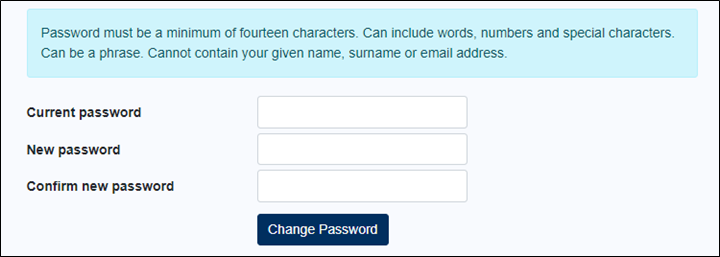 Password must be a minimum of fourteen characters. Can include words, numbers and special characters.
Can be a phrase. Cannot contain your given name, surname or email address.
Current password
New password
Confirm new password
Change Password